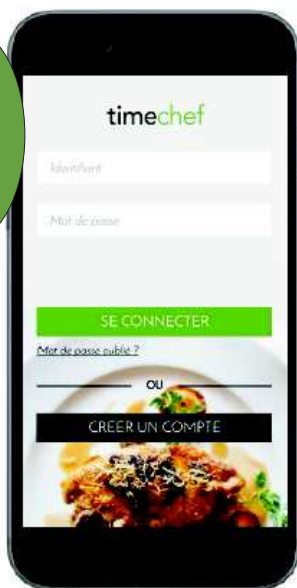 timechef
Identifiant
Mot de passe
SE CONNECTER
Mot de passe oublié ?
OU
CREER UN COMPTE